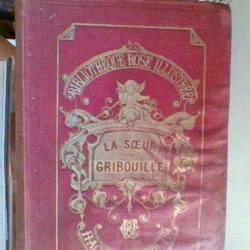 BIBLIOTHÈQUE ROSE ILLUSTRÉE
LA SŒUR
DE
GRIBOUILLE